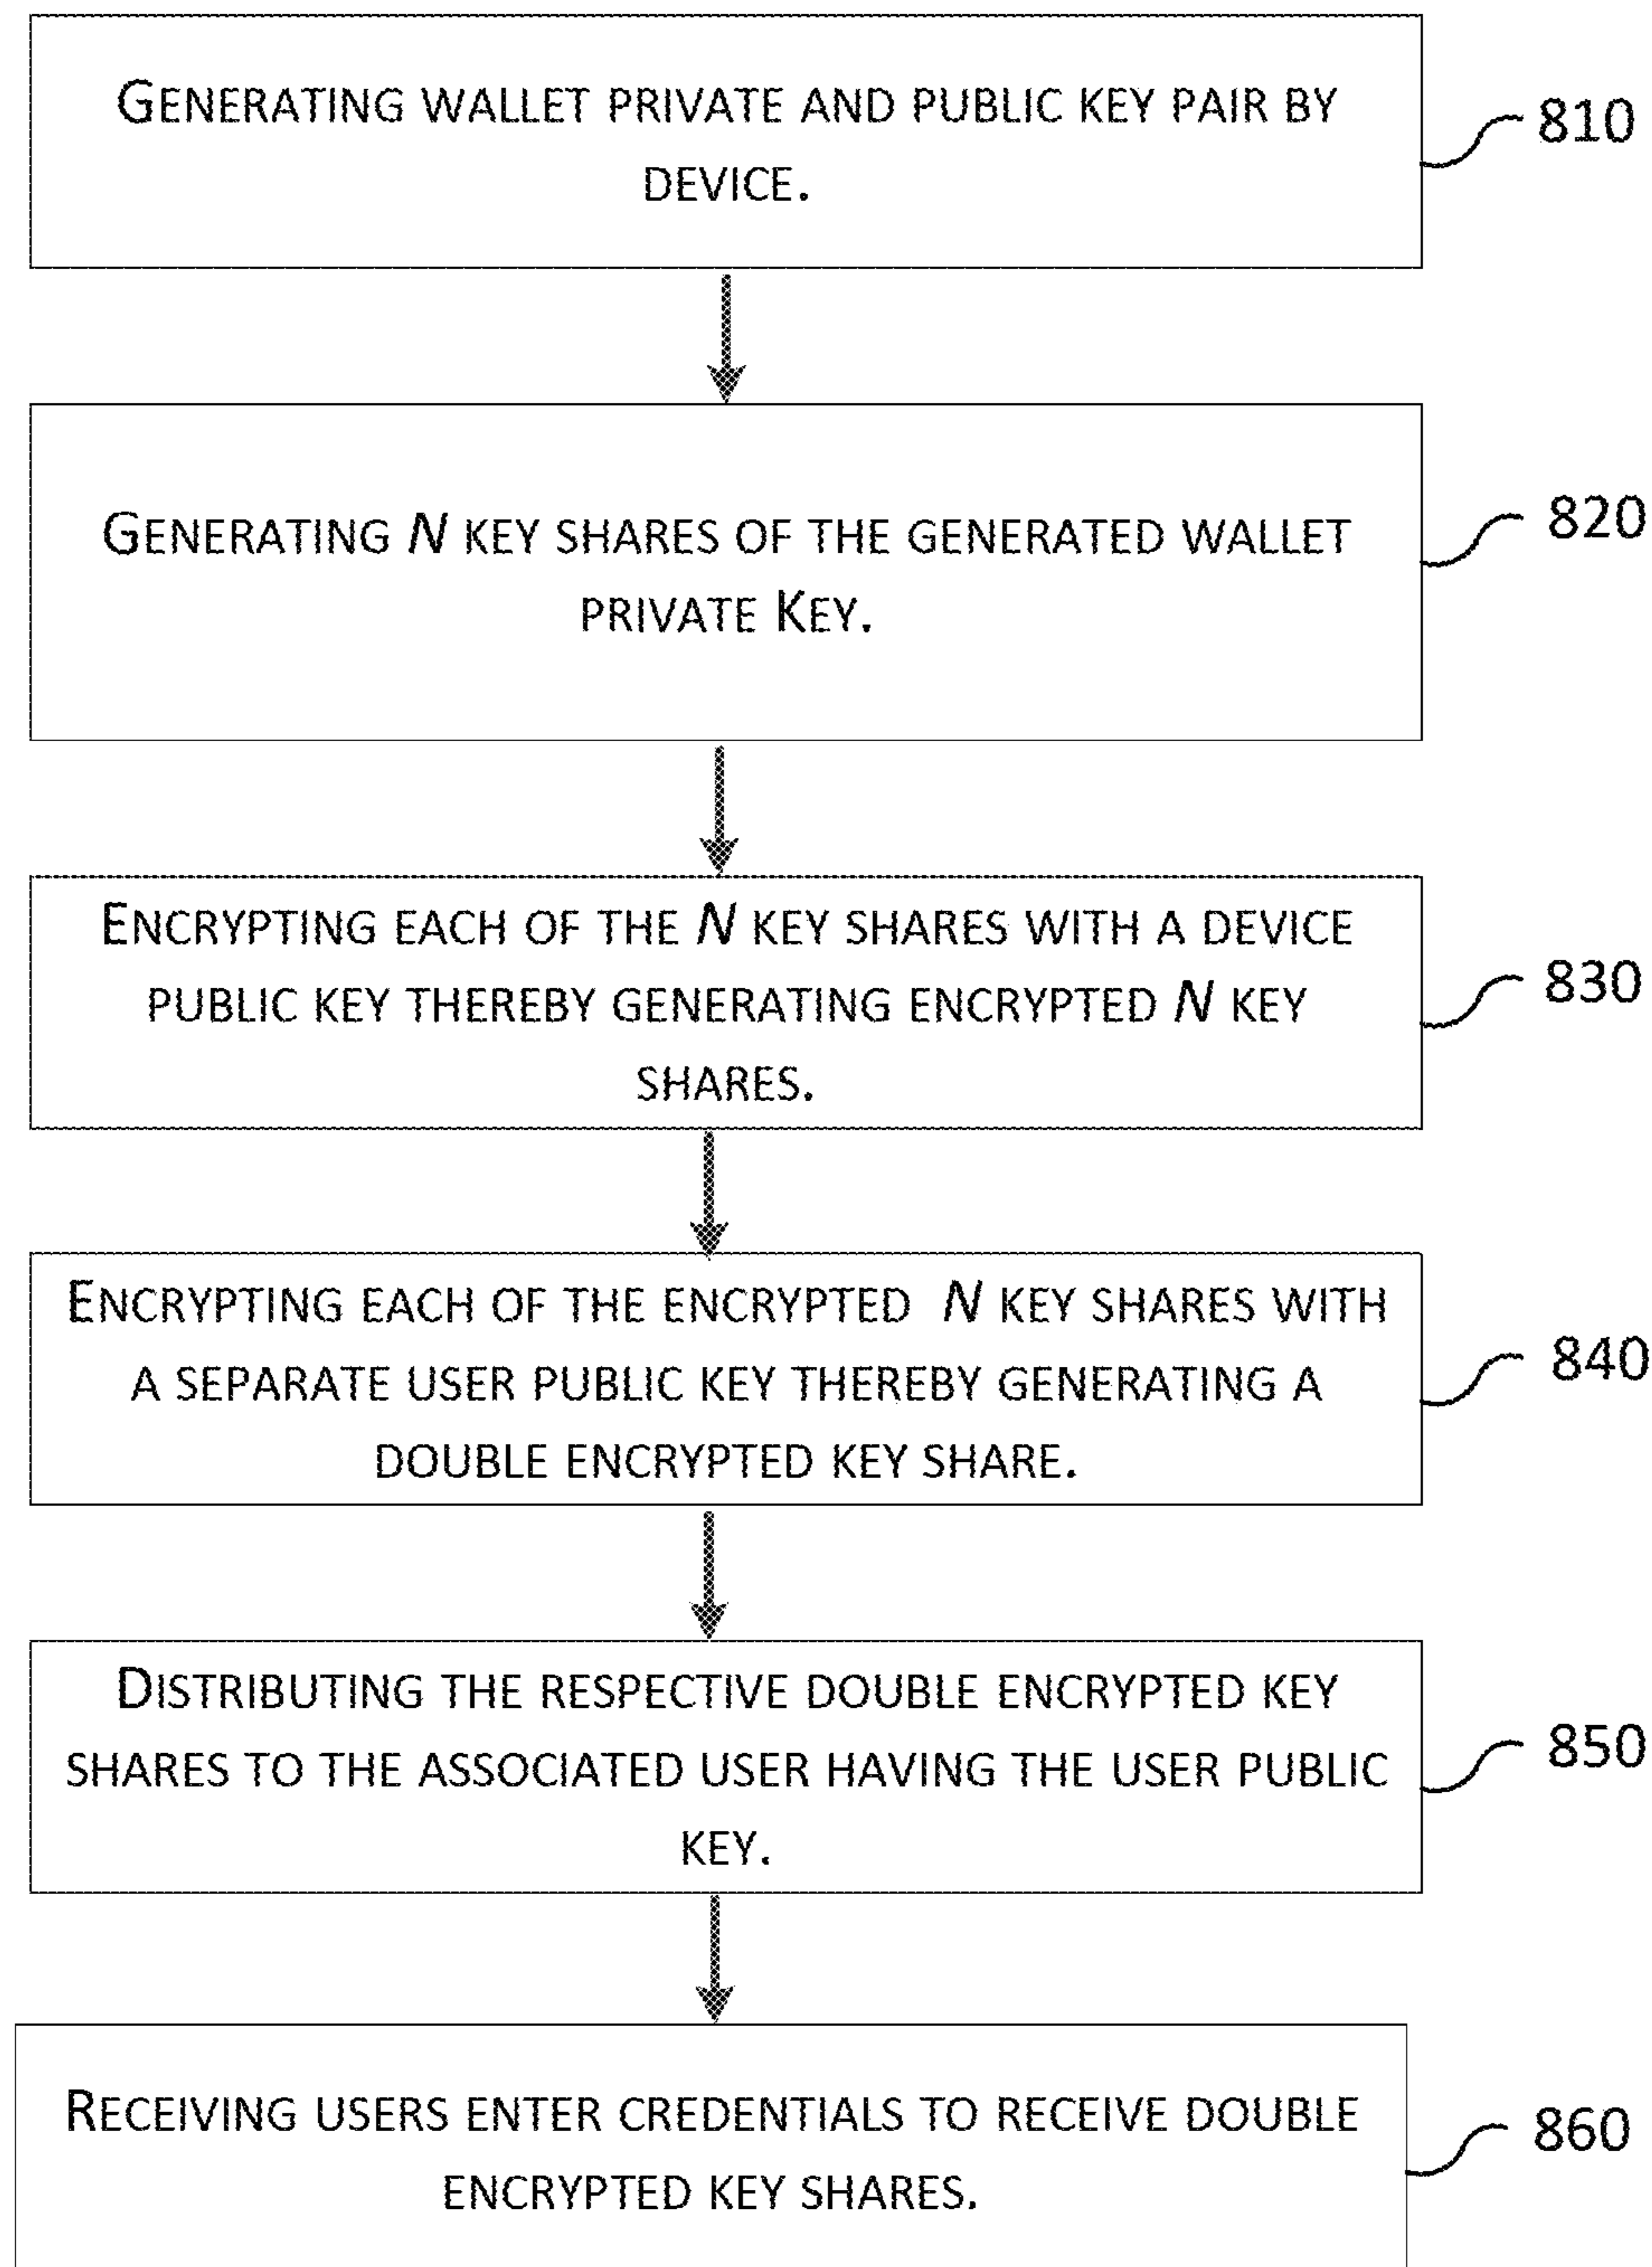 GENERATING WALLET PRIVATE AND PUBLIC KEY PAIR BY
DEVICE.
810
GENERATING N KEY SHARES OF THE GENERATED WALLET
PRIVATE KEY.
820
ENCRYPTING EACH OF THE N KEY SHARES WITH A DEVICE
PUBLIC KEY THEREBY GENERATING ENCRYPTED N KEY
SHARES.
830
ENCRYPTING EACH OF THE ENCRYPTED N KEY SHARES WITH
A SEPARATE USER PUBLIC KEY THEREBY GENERATING A
DOUBLE ENCRYPTED KEY SHARE.
840
DISTRIBUTING THE RESPECTIVE DOUBLE ENCRYPTED KEY
SHARES TO THE ASSOCIATED USER HAVING THE USER PUBLIC
KEY.
850
RECEIVING USERS ENTER CREDENTIALS TO RECEIVE DOUBLE
ENCRYPTED KEY SHARES.
860